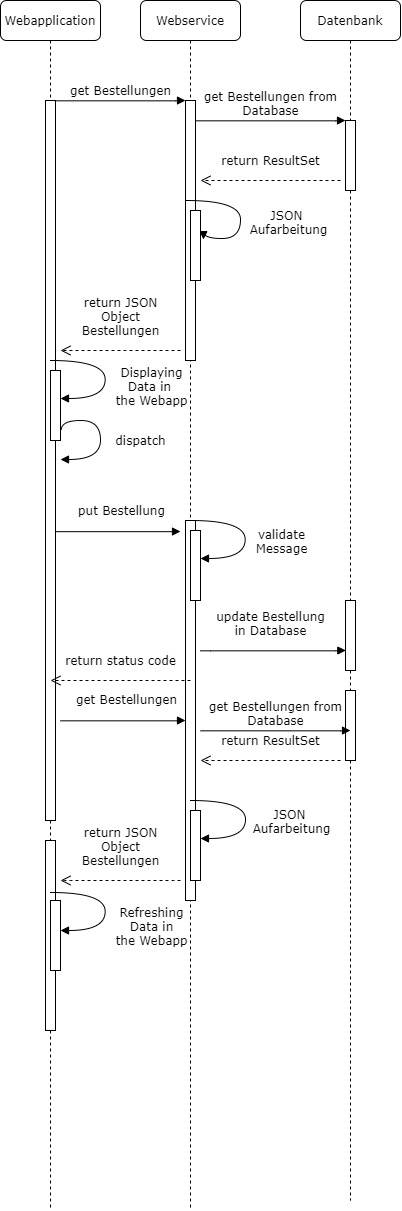 Webapplication
Webservice
Datenbank
get Bestellungen
get Bestellungen from
Database
return ResultSet
JSON
Aufarbeitung
return JSON
Object
Bestellungen
Displaying
Data in
the Webapp
dispatch
put Bestellung
validate
Message
update Bestellung
in Database
return status code
get Bestellungen
get Bestellungen from
Database
return ResultSet
JSON
Aufarbeitung
return JSON
Object
Bestellungen
Refreshing
Data in
the Webapp